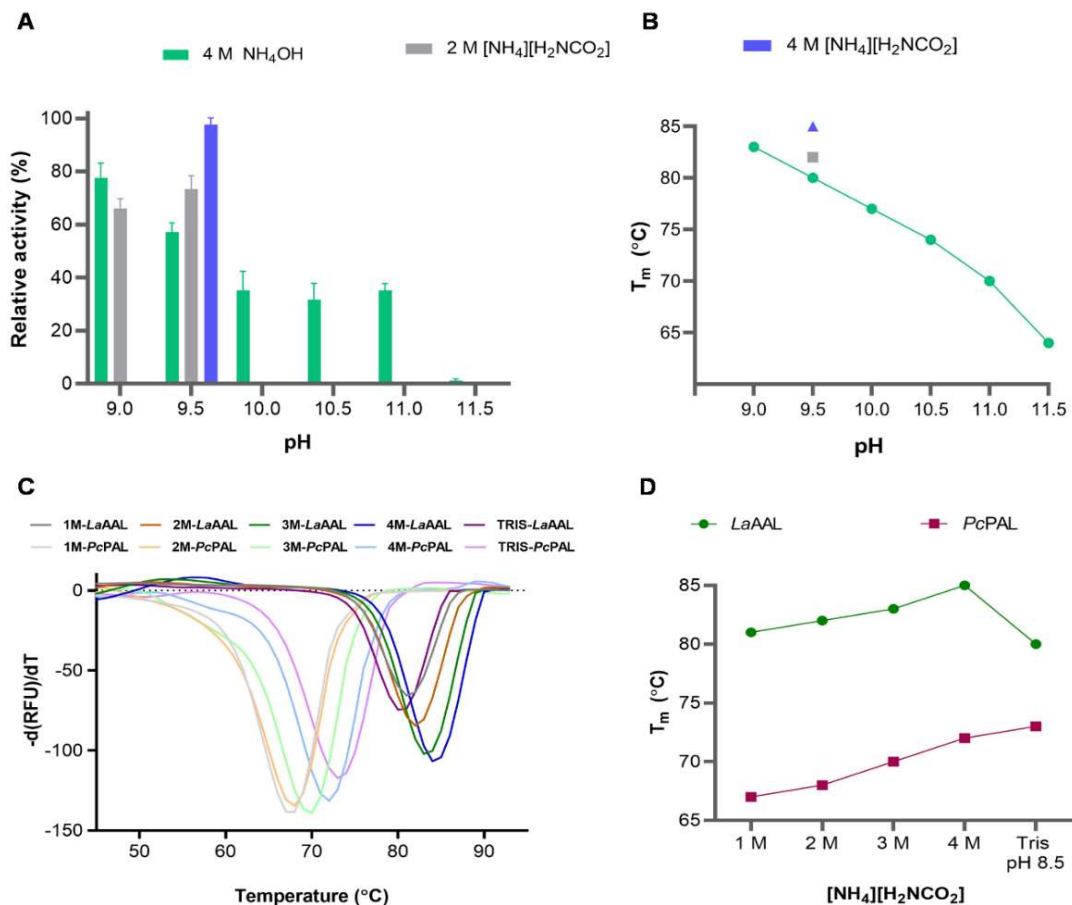 A
4 M NH₄OH
2 M [NH₄][H₂NCO₂]
Relative activity (%)
100
80
60
40
20
0
9.0 9.5 10.0 10.5 11.0 11.5
pH
B
4 M [NH₄][H₂NCO₂]
Tₘ (°C)
85
80
75
70
65
9.0 9.5 10.0 10.5 11.0 11.5
pH
C
1M-LaAAL 2M-LaAAL 3M-LaAAL 4M-LaAAL TRIS-LaAAL
1M-PcPAL 2M-PcPAL 3M-PcPAL 4M-PcPAL TRIS-PcPAL
-d(RFU)/dT
0
-50
-100
-150
50 60 70 80 90
Temperature (°C)
D
LaAAL PcPAL
Tₘ (°C)
85
80
75
70
65
1 M 2 M 3 M 4 M Tris
pH 8.5
[NH₄][H₂NCO₂]